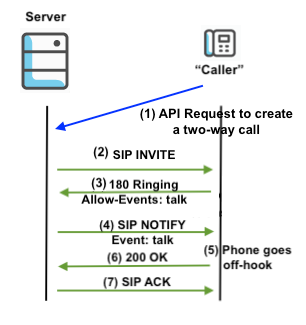 Server
“Caller”
(1) API Request to create
a two-way call
(2) SIP INVITE
(3) 180 Ringing
Allow-Events: talk
(4) SIP NOTIFY
Event: talk
(5) Phone goes
off-hook
(6) 200 OK
(7) SIP ACK